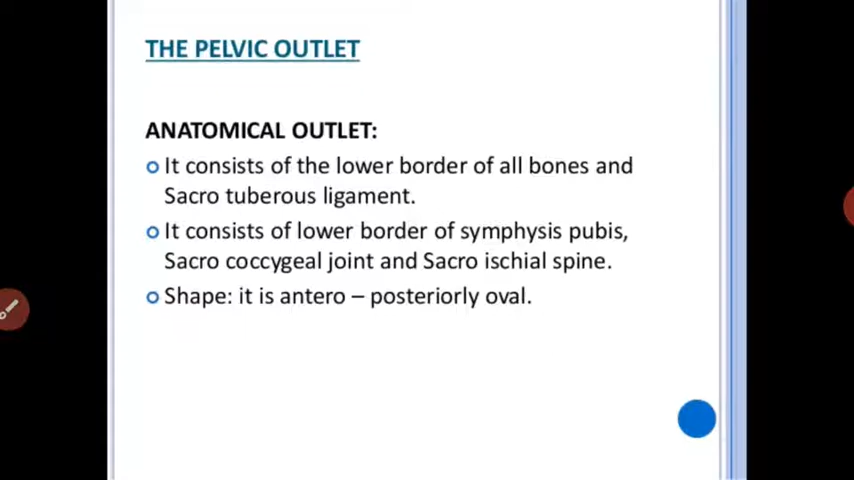 THE PELVIC OUTLET
ANATOMICAL OUTLET:
It consists of the lower border of all bones and
Sacro tuberous ligament.
It consists of lower border of symphysis pubis,
Sacro coccygeal joint and Sacro ischial spine.
Shape: it is antero – posteriorly oval.